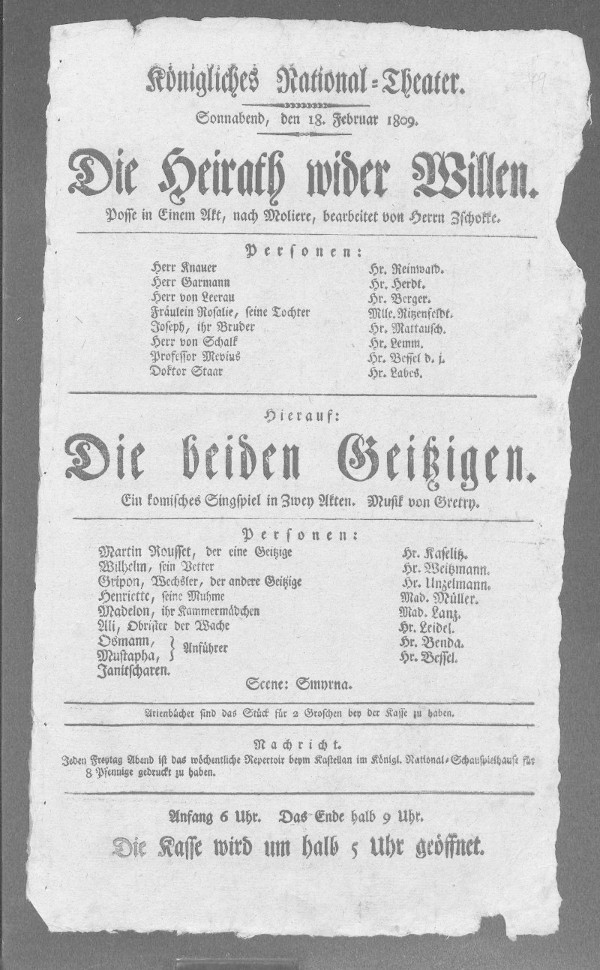 Königliches National-Theater.
Sonnabend, den 18. Februar 1809.
Die Heirath wider Willen.
Posse in Einem Akt, nach Moliere, bearbeitet von Herrn Zschokke.
Personen:
Herr Knauer Hr. Reinwald.
Herr Garmann Hr. Herdt.
Herr von Leerau Hr. Berger.
Fräulein Rosalie, seine Tochter Mlle. Ritzenfeldt.
Joseph, ihr Bruder Hr. Mattausch.
Herr von Schalk Hr. Lemm.
Professor Mevius Hr. Bessel d. j.
Doktor Staar Hr. Labes.
Hierauf:
Die beiden Geitzigen.
Ein komisches Singspiel in Zwey Akten. Musik von Gretry.
Personen:
Martin Rousset, der eine Geitzige Hr. Kaselitz.
Wilhelm, sein Vetter Hr. Weitzmann.
Gripon, Wechsler, der andere Geitzige Hr. Unzelmann.
Henriette, seine Muhme Mad. Müller.
Madelon, ihr Kammermädchen Mad. Lanz.
Ali, Obrister der Wache Hr. Leidel.
Osmann, } Anführer Hr. Benda.
Mustapha, } Hr. Bessel.
Janitscharen.
Scene: Smyrna.
Arienbücher sind das Stück für 2 Groschen bey der Kasse zu haben.
Nachricht.
Jeden Freytag Abend ist das wöchentliche Repertoir beym Kastellan im Königl. National-Schauspielhause für
8 Pfennige gedruckt zu haben.
Anfang 6 Uhr. Das Ende halb 9 Uhr.
Die Kasse wird um halb 5 Uhr geöffnet.